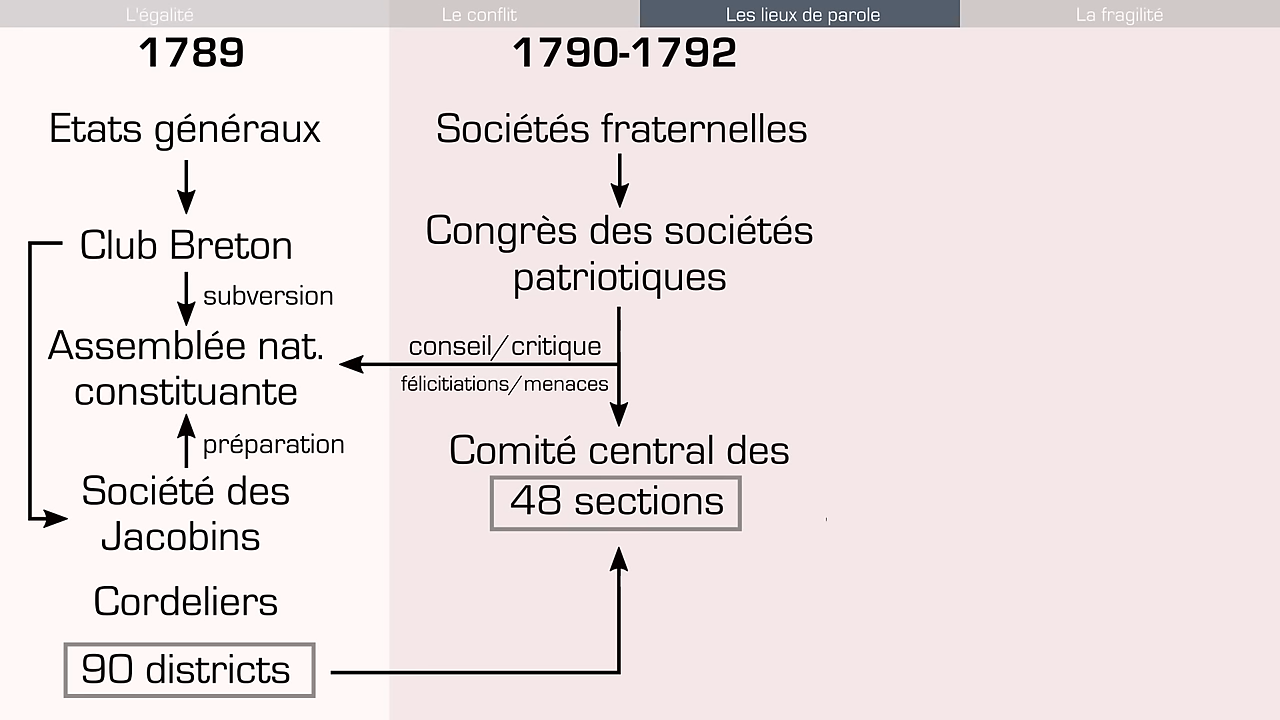 L'égalité
Le conflit
Les lieux de parole
La fragilité
1789
Etats généraux
Club Breton
subversion
Assemblée nat.
constituante
préparation
Société des
Jacobins
Cordeliers
90 districts
1790-1792
Sociétés fraternelles
Congrès des sociétés
patriotiques
conseil/critique
félicitiations/menaces
Comité central des
48 sections